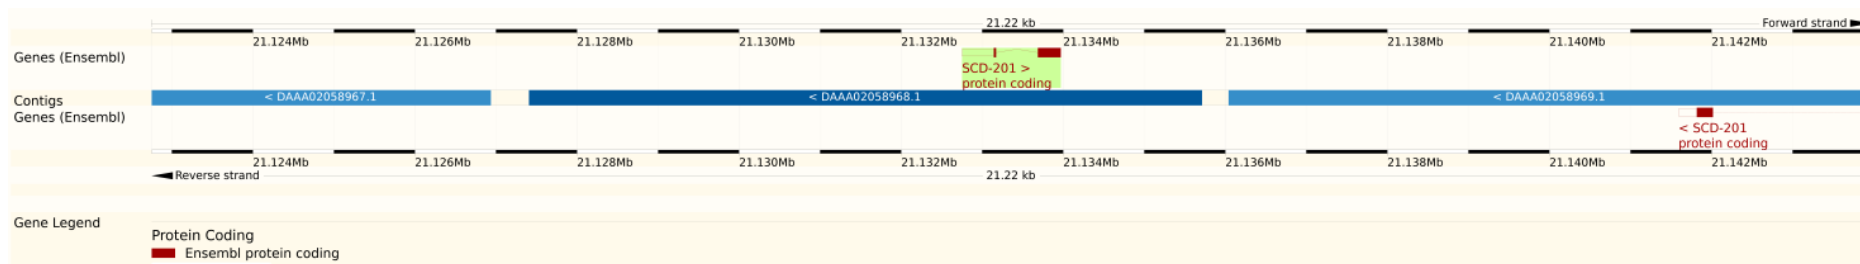 21.22 kb Forward strand
21.124Mb 21.126Mb 21.128Mb 21.130Mb 21.132Mb 21.134Mb 21.136Mb 21.138Mb 21.140Mb 21.142Mb
Genes (Ensembl)
SCD-201 >
protein coding
Contigs < DAAA02058967.1 < DAAA02058968.1 < DAAA02058969.1
Genes (Ensembl)
< SCD-201
protein coding
21.124Mb 21.126Mb 21.128Mb 21.130Mb 21.132Mb 21.134Mb 21.136Mb 21.138Mb 21.140Mb 21.142Mb
Reverse strand 21.22 kb
Gene Legend
Protein Coding
Ensembl protein coding